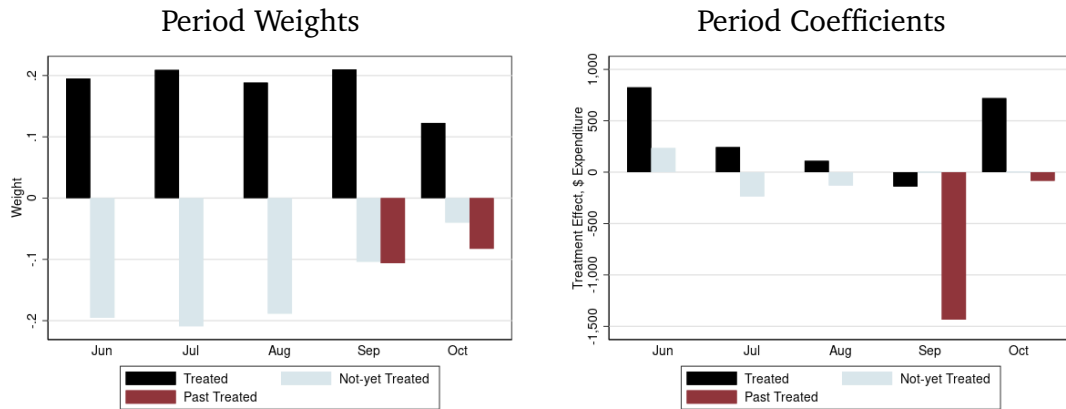 Period Weights
Weight
.2
.1
0
-.1
-.2
Jun Jul Aug Sep Oct
Treated Not-yet Treated
Past Treated
Period Coefficients
Treatment Effect, $ Expenditure
1,000
500
0
-500
-1,000
-1,500
Jun Jul Aug Sep Oct
Treated Not-yet Treated
Past Treated